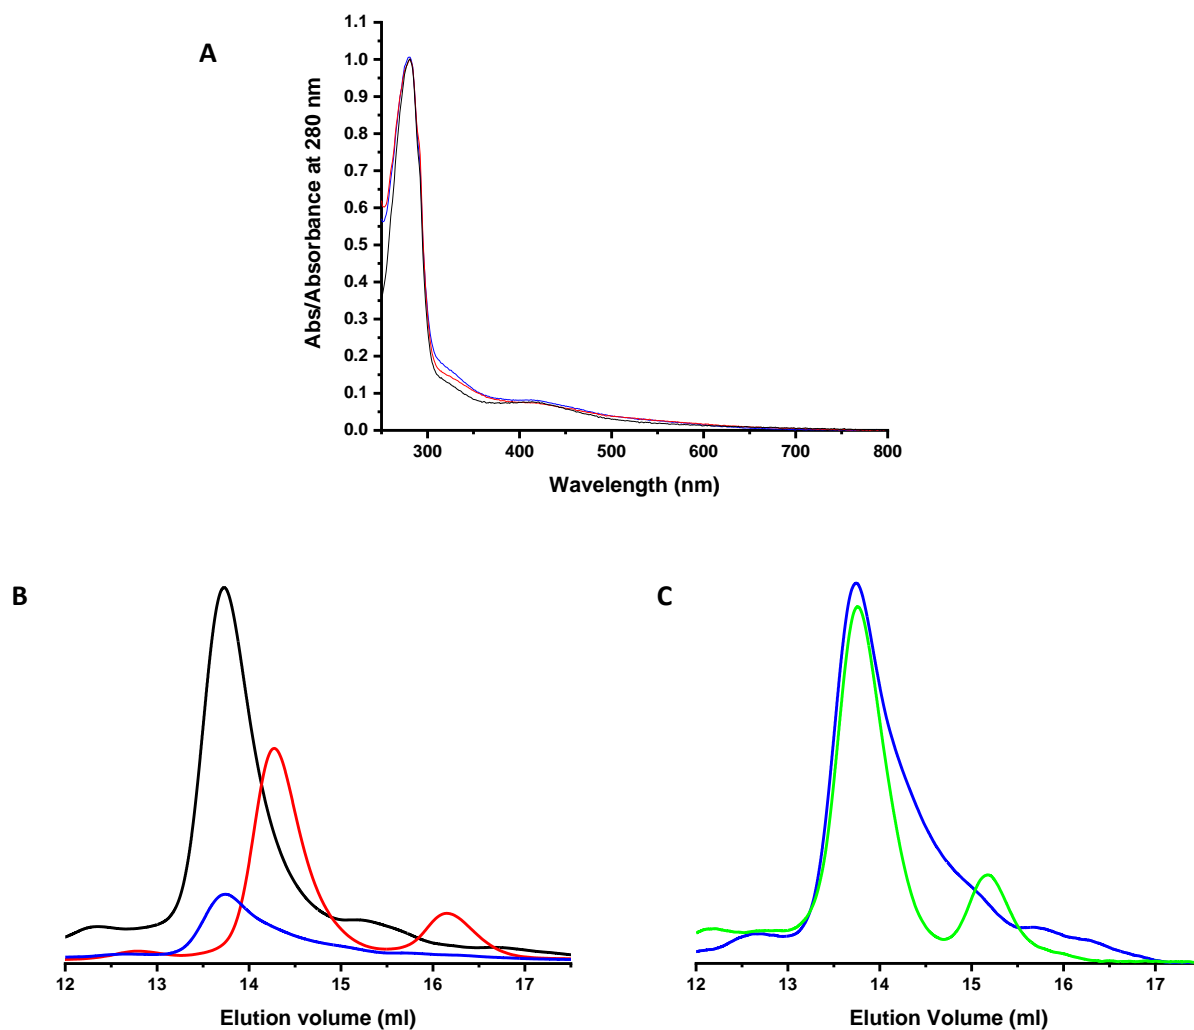 A
Abs/Absorbance at 280 nm
1.1
1.0
0.9
0.8
0.7
0.6
0.5
0.4
0.3
0.2
0.1
0.0
300 400 500 600 700 800
Wavelength (nm)
B
12 13 14 15 16 17
Elution volume (ml)
C
12 13 14 15 16 17
Elution Volume (ml)